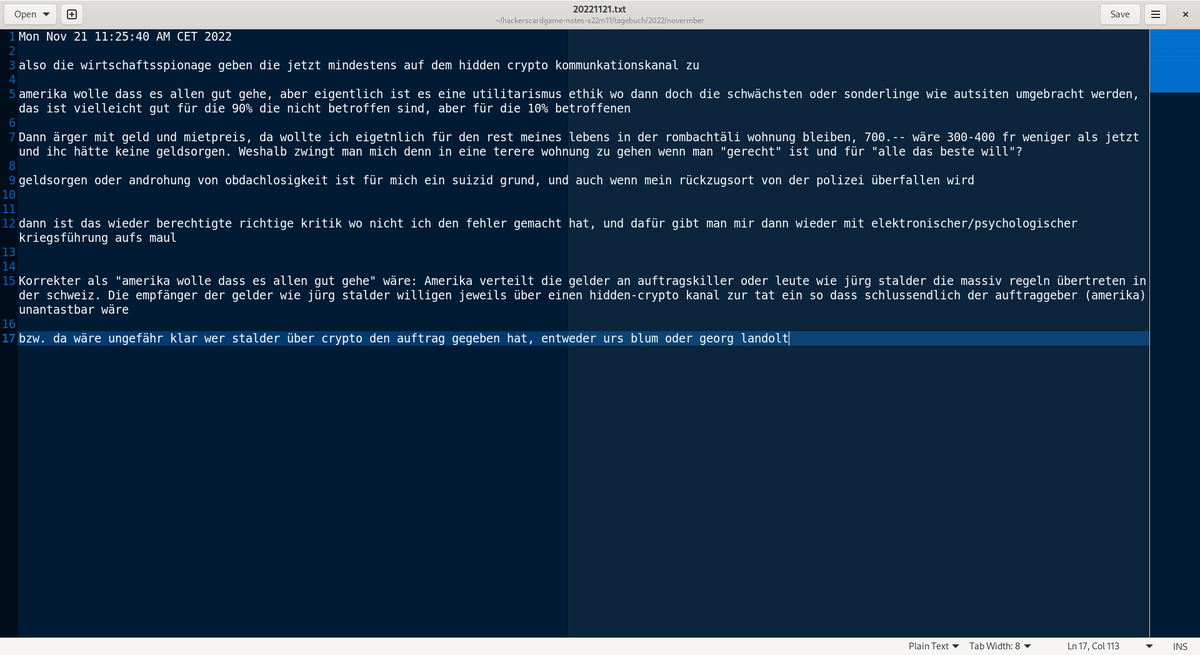 Open
20221121.txt
~/hackerscardgame-notes-s22m11/tagebuch/2022/novermber
Save
1 Mon Nov 21 11:25:40 AM CET 2022
2
3 also die wirtschaftsspionage geben die jetzt mindestens auf dem hidden crypto kommunkationskanal zu
4
5 amerika wolle dass es allen gut gehe, aber eigentlich ist es eine utilitarismus ethik wo dann doch die schwächsten oder sonderlinge wie autsiten umgebracht werden,
das ist vielleicht gut für die 90% die nicht betroffen sind, aber für die 10% betroffenen
6
7 Dann ärger mit geld und mietpreis, da wollte ich eigetnlich für den rest meines lebens in der rombachtäli wohnung bleiben, 700.-- wäre 300-400 fr weniger als jetzt
und ihc hätte keine geldsorgen. Weshalb zwingt man mich denn in eine terere wohnung zu gehen wenn man "gerecht" ist und für "alle das beste will"?
8
9 geldsorgen oder androhung von obdachlosigkeit ist für mich ein suizid grund, und auch wenn mein rückzugsort von der polizei überfallen wird
10
11
12 dann ist das wieder berechtigte richtige kritik wo nicht ich den fehler gemacht hat, und dafür gibt man mir dann wieder mit elektronischer/psychologischer
kriegsführung aufs maul
13
14
15 Korrekter als "amerika wolle dass es allen gut gehe" wäre: Amerika verteilt die gelder an auftragskiller oder leute wie jürg stalder die massiv regeln übertreten in
der schweiz. Die empfänger der gelder wie jürg stalder willigen jeweils über einen hidden-crypto kanal zur tat ein so dass schlussendlich der auftraggeber (amerika)
unantastbar wäre
16
17 bzw. da wäre ungefähr klar wer stalder über crypto den auftrag gegeben hat, entweder urs blum oder georg landolt
Plain Text
Tab Width: 8
Ln 17, Col 113
INS